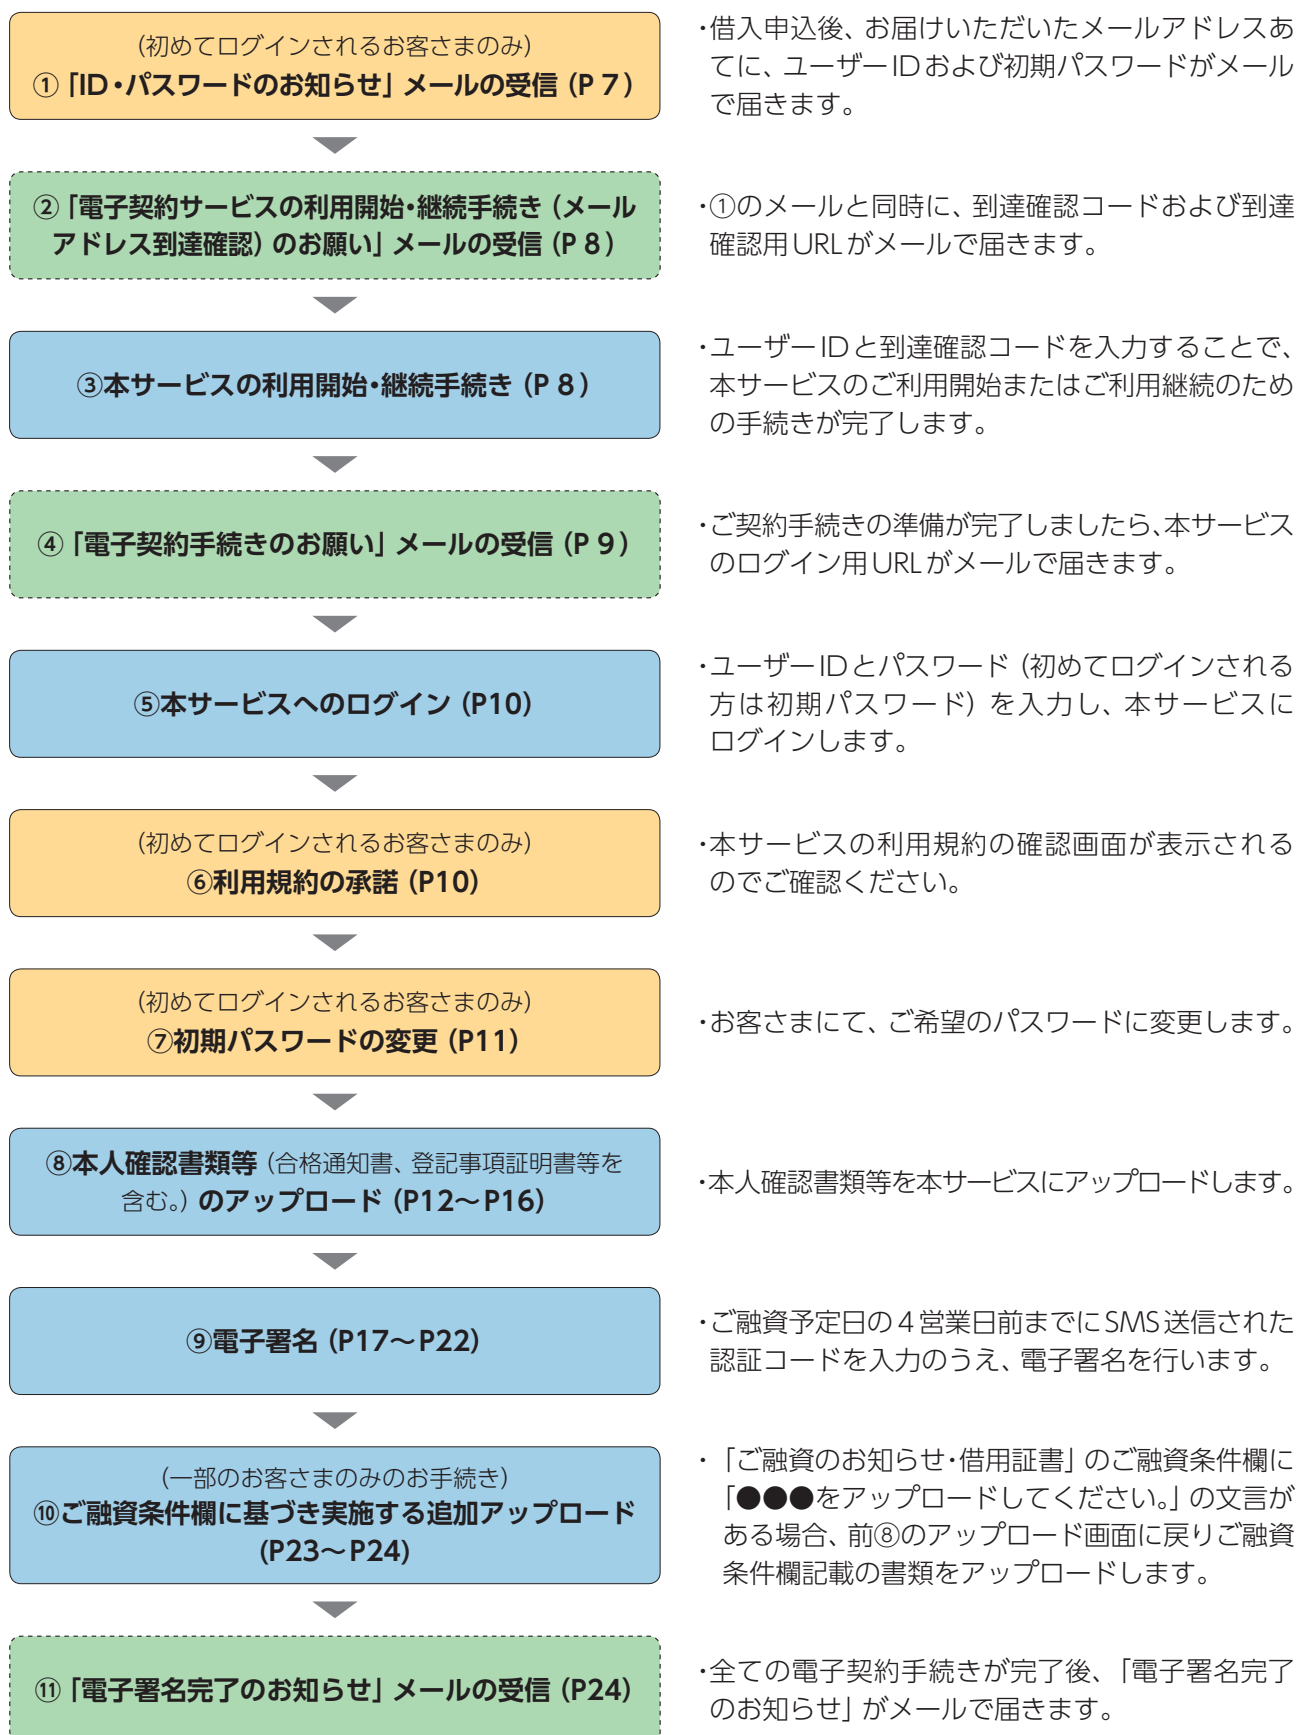 (初めてログインされるお客さまのみ)
①「ID・パスワードのお知らせ」メールの受信(P 7)
・借入申込後、お届けいただいたメールアドレスあ
てに、ユーザーIDおよび初期パスワードがメール
で届きます。
②「電子契約サービスの利用開始・継続手続き(メール
アドレス到達確認)のお願い」メールの受信(P 8)
・①のメールと同時に、到達確認コードおよび到達
確認用URLがメールで届きます。
③本サービスの利用開始・継続手続き(P 8)
・ユーザーIDと到達確認コードを入力することで、
本サービスのご利用開始またはご利用継続のため
の手続きが完了します。
④「電子契約手続きのお願い」メールの受信(P 9)
・ご契約手続きの準備が完了しましたら、本サービス
のログイン用URLがメールで届きます。
⑤本サービスへのログイン(P10)
・ユーザーIDとパスワード(初めてログインされる
方は初期パスワード)を入力し、本サービスに
ログインします。
(初めてログインされるお客さまのみ)
⑥利用規約の承諾(P10)
・本サービスの利用規約の確認画面が表示される
のでご確認ください。
(初めてログインされるお客さまのみ)
⑦初期パスワードの変更(P11)
・お客さまにて、ご希望のパスワードに変更します。
⑧本人確認書類等(合格通知書、登記事項証明書等を
含む。)のアップロード(P12〜P16)
・本人確認書類等を本サービスにアップロードします。
⑨電子署名(P17〜P22)
・ご融資予定日の4営業日前までにSMS送信された
認証コードを入力のうえ、電子署名を行います。
(一部のお客さまのみのお手続き)
⑩ご融資条件欄に基づき実施する追加アップロード
(P23〜P24)
・「ご融資のお知らせ・借用証書」のご融資条件欄に
「●●●をアップロードしてください。」の文言が
ある場合、前⑧のアップロード画面に戻りご融資
条件欄記載の書類をアップロードします。
⑪「電子署名完了のお知らせ」メールの受信(P24)
・全ての電子契約手続きが完了後、「電子署名完了
のお知らせ」がメールで届きます。